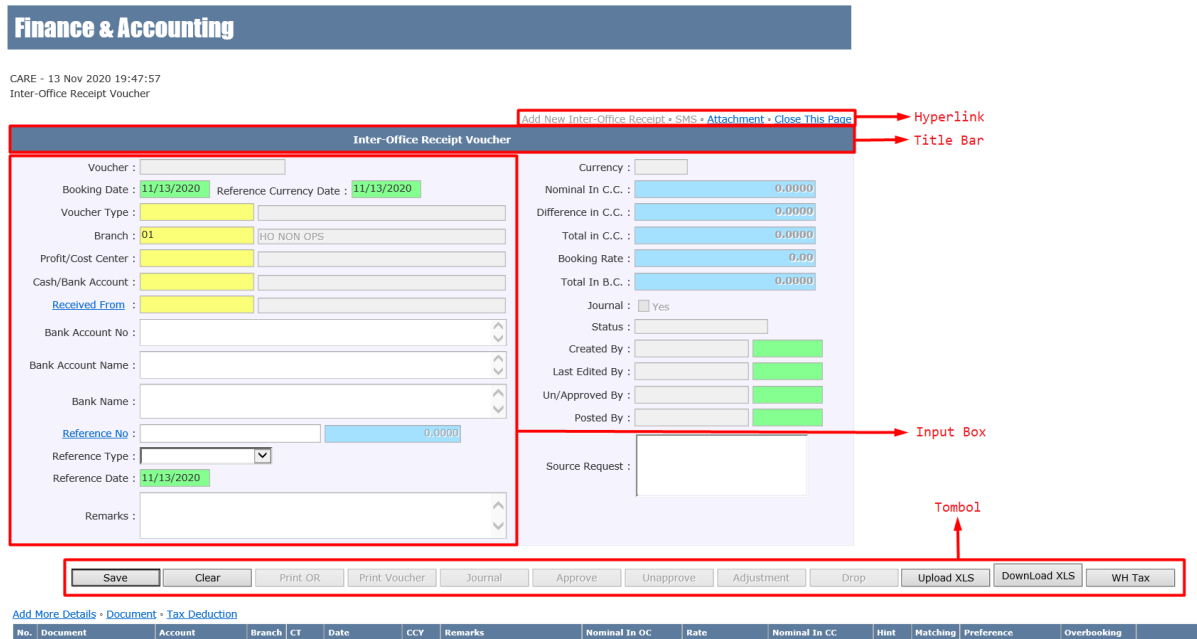 Finance & Accounting
CARE - 13 Nov 2020 19:47:57
Inter-Office Receipt Voucher
Add New Inter-Office Receipt • SMS • Attachment • Close This Page
Hyperlink
Inter-Office Receipt Voucher
Title Bar
Voucher :
Booking Date : 11/13/2020 Reference Currency Date : 11/13/2020
Voucher Type :
Branch : 01 HO NON OPS
Profit/Cost Center :
Cash/Bank Account :
Received From :
Bank Account No :
Bank Account Name :
Bank Name :
Reference No : 0.0000
Reference Type :
Reference Date : 11/13/2020
Remarks :
Currency :
Nominal In C.C. : 0.0000
Difference in C.C. : 0.0000
Total in C.C. : 0.0000
Booking Rate : 0.00
Total In B.C. : 0.0000
Journal : Yes
Status :
Created By :
Last Edited By :
Un/Approved By :
Posted By :
Source Request :
Input Box
Tombol
Save Clear Print OR Print Voucher Journal Approve Unapprove Adjustment Drop Upload XLS DownLoad XLS WH Tax
Add More Details • Document • Tax Deduction
No. Document Account Branch CT Date CCY Remarks Nominal In OC Rate Nominal In CC Hint Matching Preference Overbooking